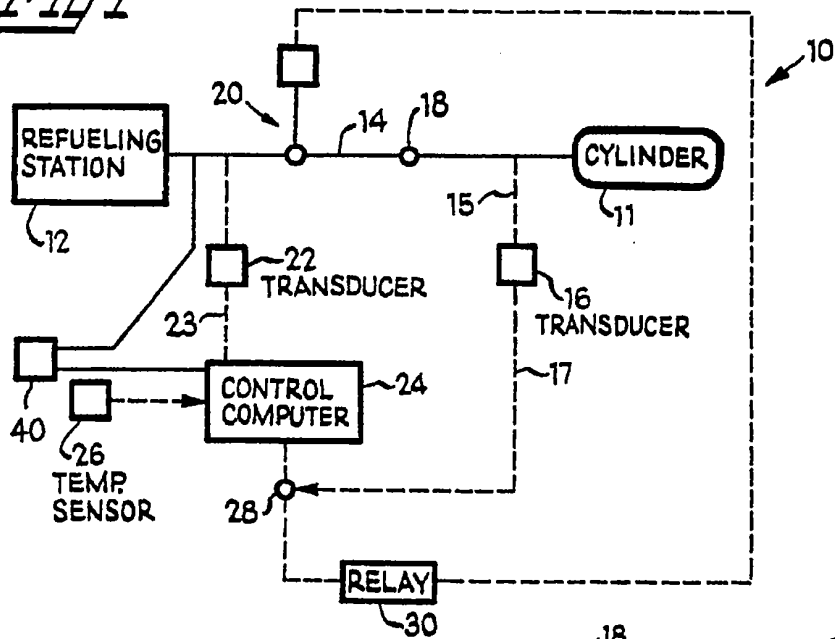 10
20
14
18
REFUELING
STATION
CYLINDER
12
15
11
22
TRANSDUCER
16
TRANSDUCER
23
17
40
CONTROL
COMPUTER
24
26
TEMP.
SENSOR
28
RELAY
30
18